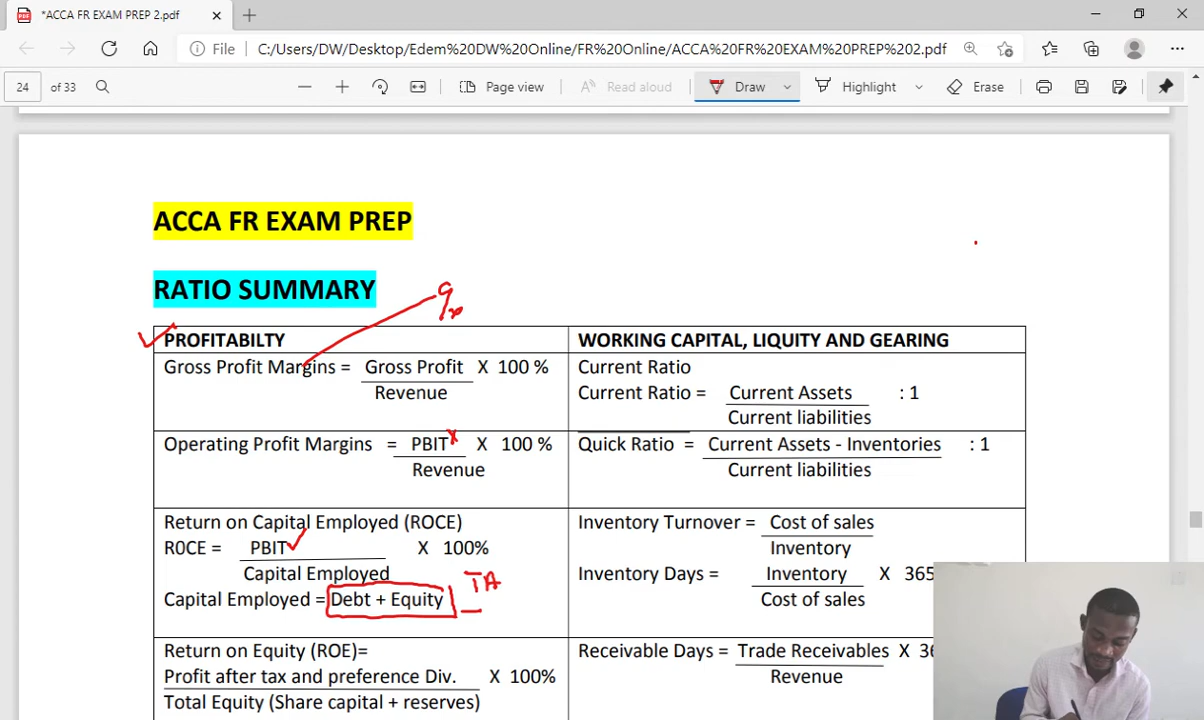 *ACCA FR EXAM PREP 2.pdf
File
C:/Users/DW/Desktop/Edem%20DW%20Online/FR%20Online/ACCA%20FR%20EXAM%20PREP%202.pdf
24 of 33
Page view
Read aloud
Draw
Highlight
Erase
ACCA FR EXAM PREP
RATIO SUMMARY
%
PROFITABILTY
Gross Profit Margins = Gross Profit X 100 %
Revenue
Operating Profit Margins = PBIT X 100 %
Revenue
Return on Capital Employed (ROCE)
ROCE = PBIT X 100%
Capital Employed
Capital Employed = Debt + Equity
TA
Return on Equity (ROE)=
Profit after tax and preference Div. X 100%
Total Equity (Share capital + reserves)
WORKING CAPITAL, LIQUITY AND GEARING
Current Ratio
Current Ratio = Current Assets : 1
Current liabilities
Quick Ratio = Current Assets - Inventories : 1
Current liabilities
Inventory Turnover = Cost of sales
Inventory
Inventory Days = Inventory X 365
Cost of sales
Receivable Days = Trade Receivables X 36
Revenue